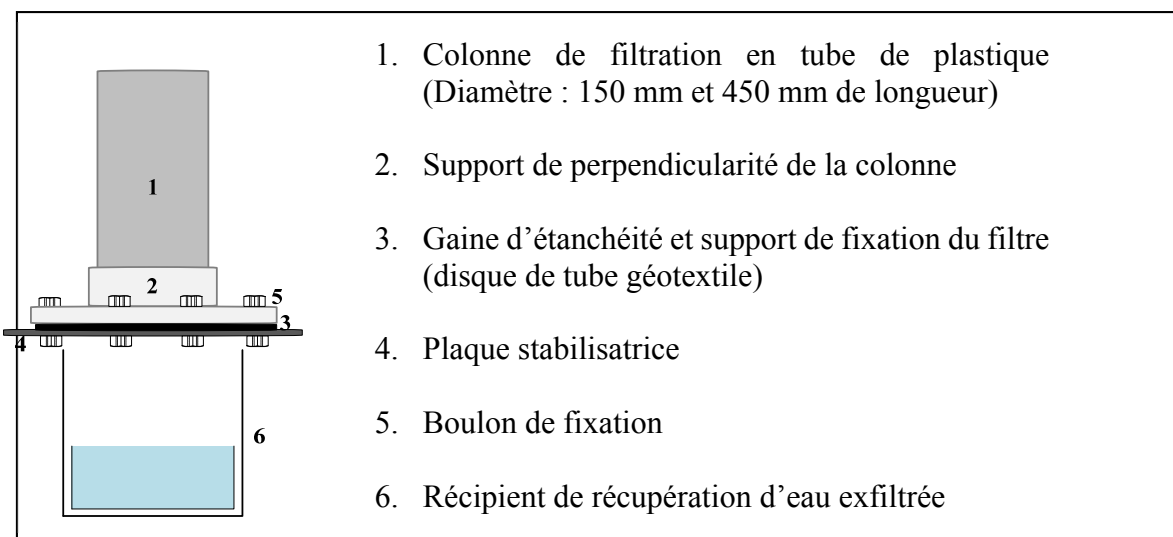 1. Colonne de filtration en tube de plastique
(Diamètre : 150 mm et 450 mm de longueur)
2. Support de perpendicularité de la colonne
3. Gaine d’étanchéité et support de fixation du filtre
(disque de tube géotextile)
4. Plaque stabilisatrice
5. Boulon de fixation
6. Récipient de récupération d’eau exfiltrée
1
2
5
3
4
6